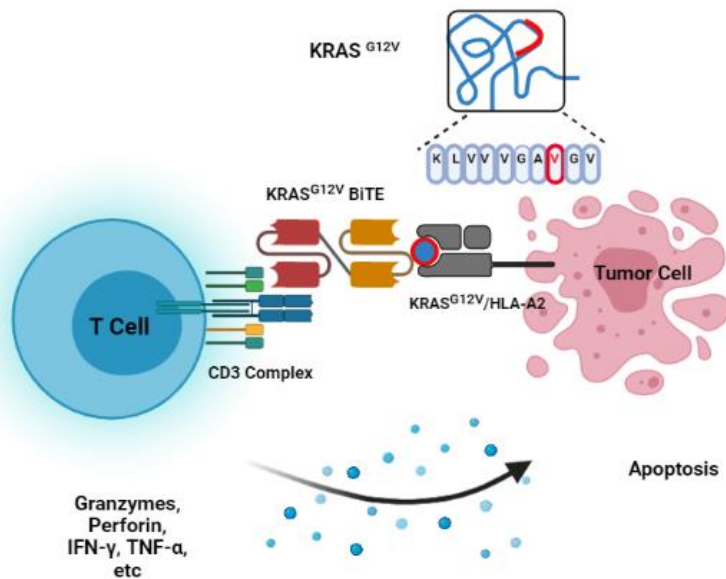 KRAS G12V
K L V V V G A V G V
KRAS^G12V BiTE
T Cell
CD3 Complex
KRAS^G12V/HLA-A2
Tumor Cell
Granzymes,
Perforin,
IFN-γ, TNF-α,
etc
Apoptosis